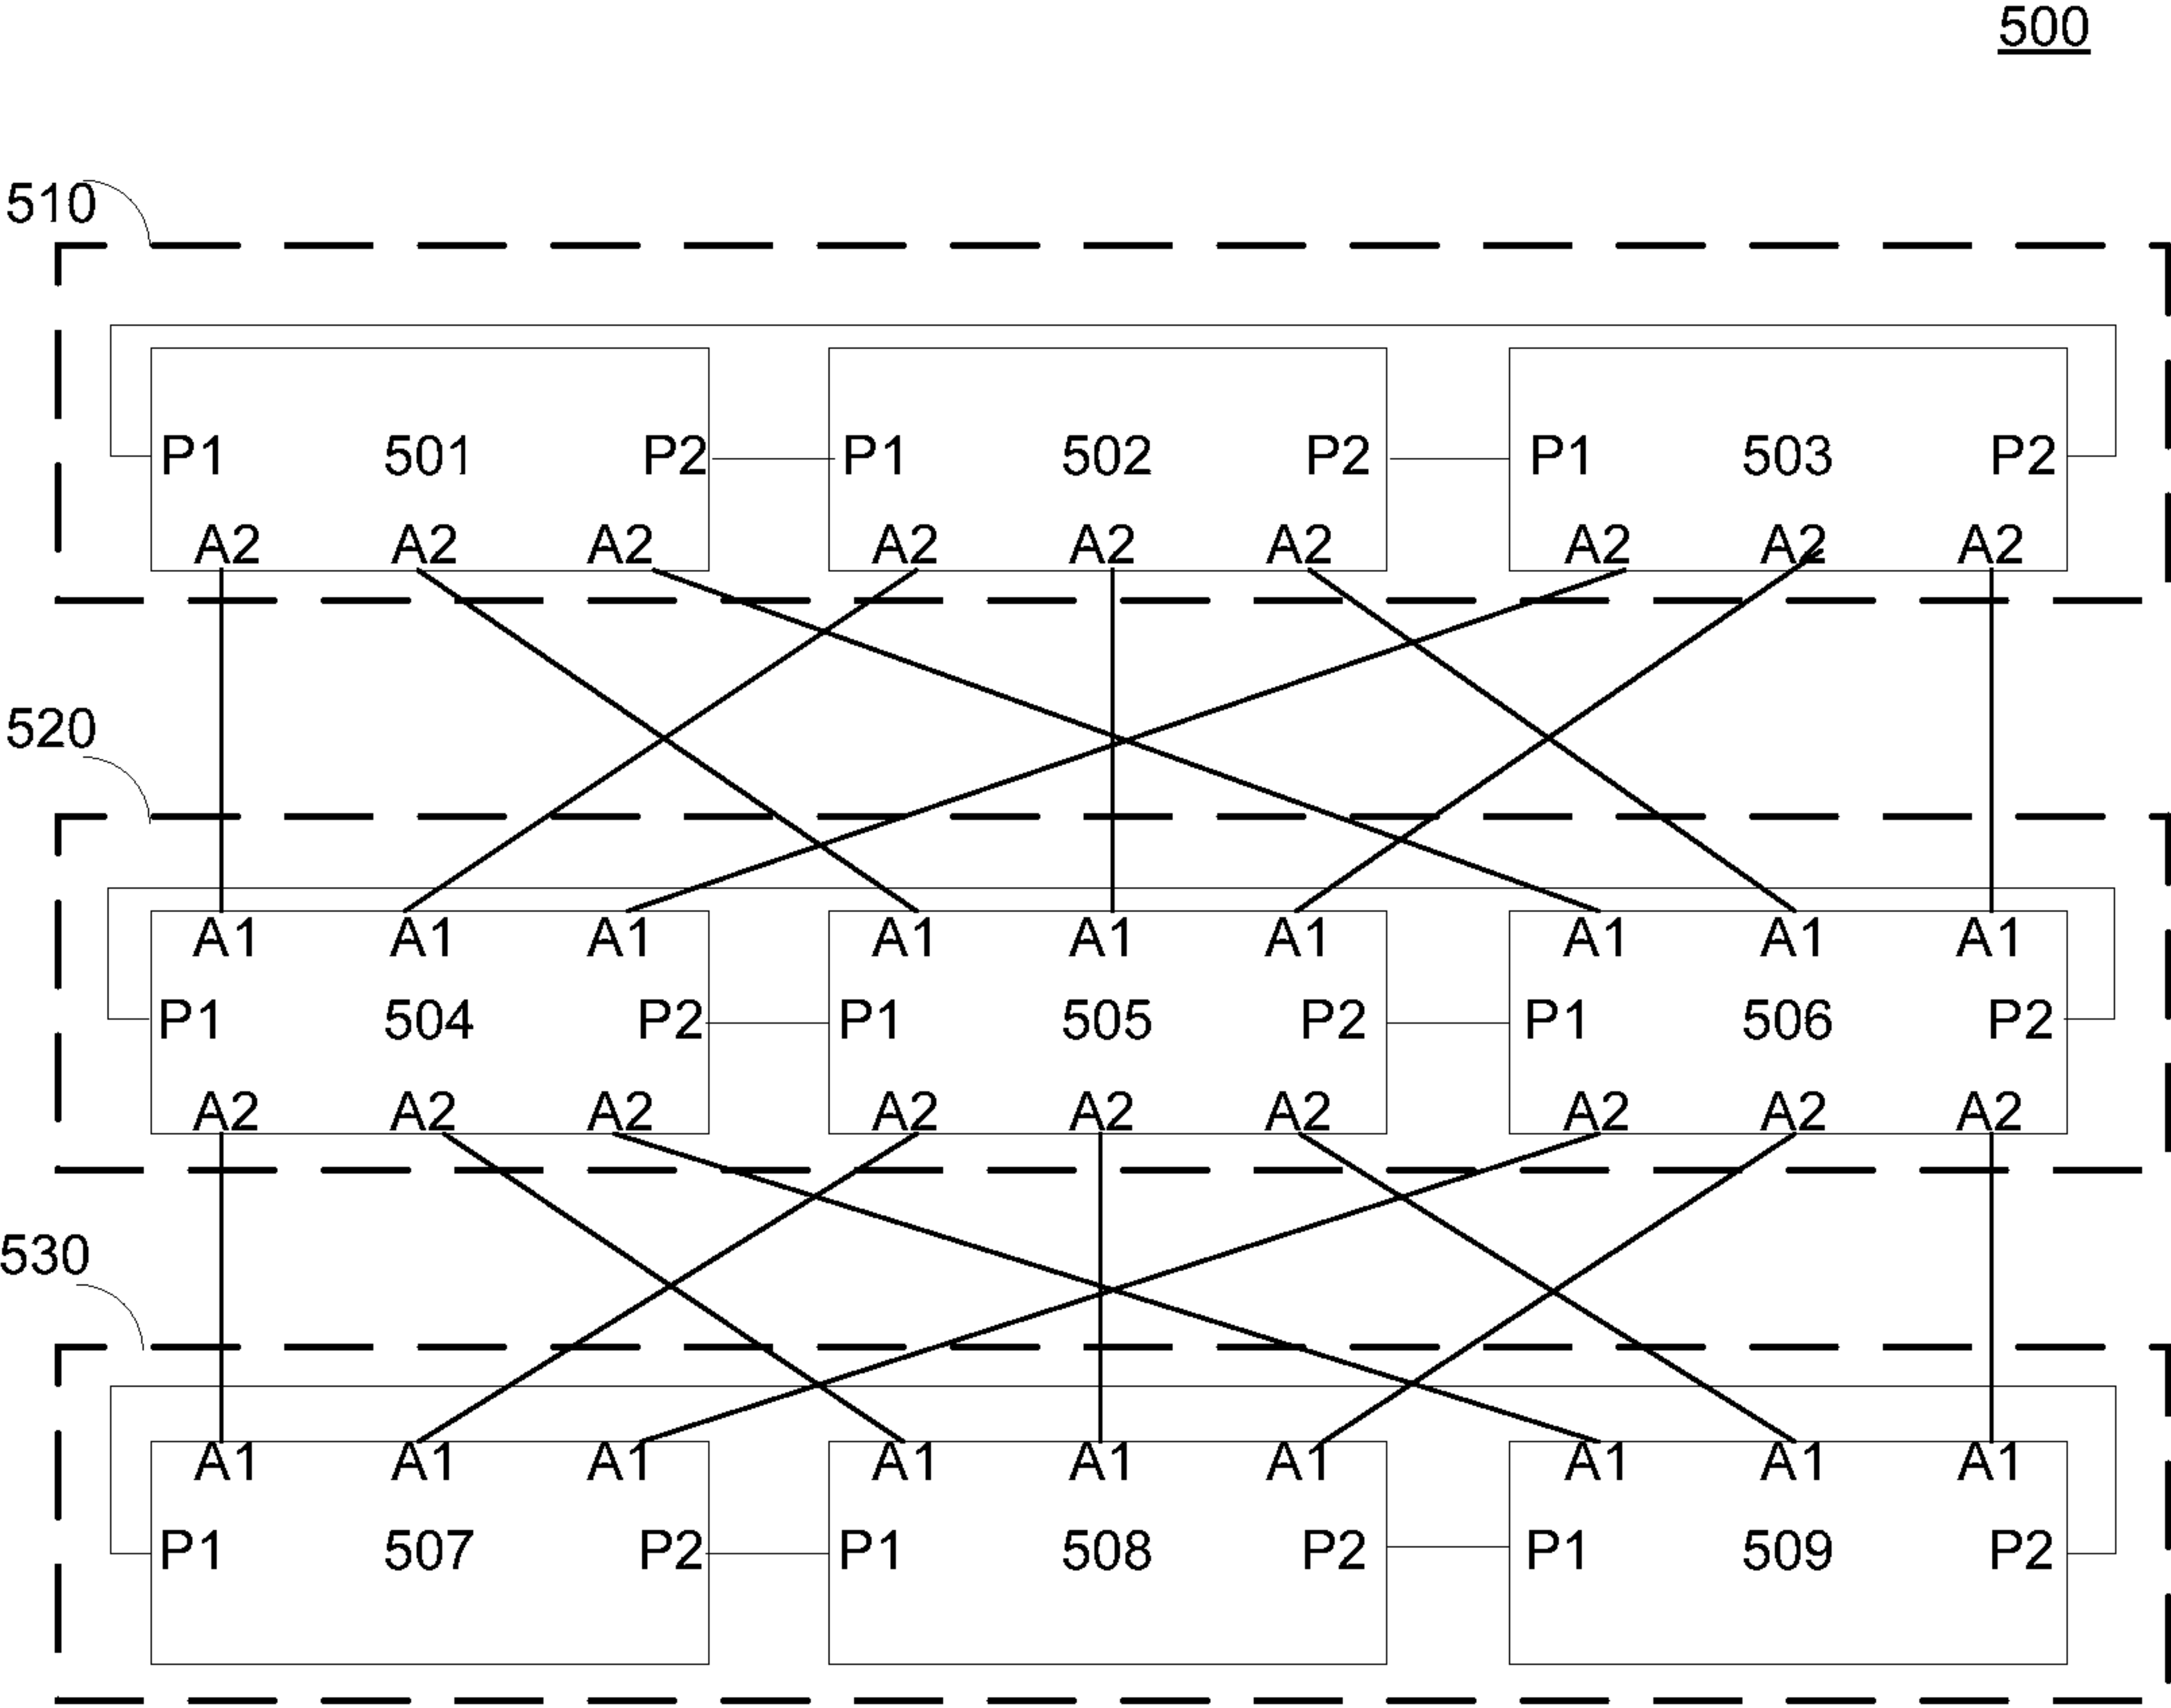 500
510
P1 501 P2 P1 502 P2 P1 503 P2
A2 A2 A2 A2 A2 A2 A2 A2 A2
520
A1 A1 A1 A1 A1 A1 A1 A1 A1
P1 504 P2 P1 505 P2 P1 506 P2
A2 A2 A2 A2 A2 A2 A2 A2 A2
530
A1 A1 A1 A1 A1 A1 A1 A1 A1
P1 507 P2 P1 508 P2 P1 509 P2